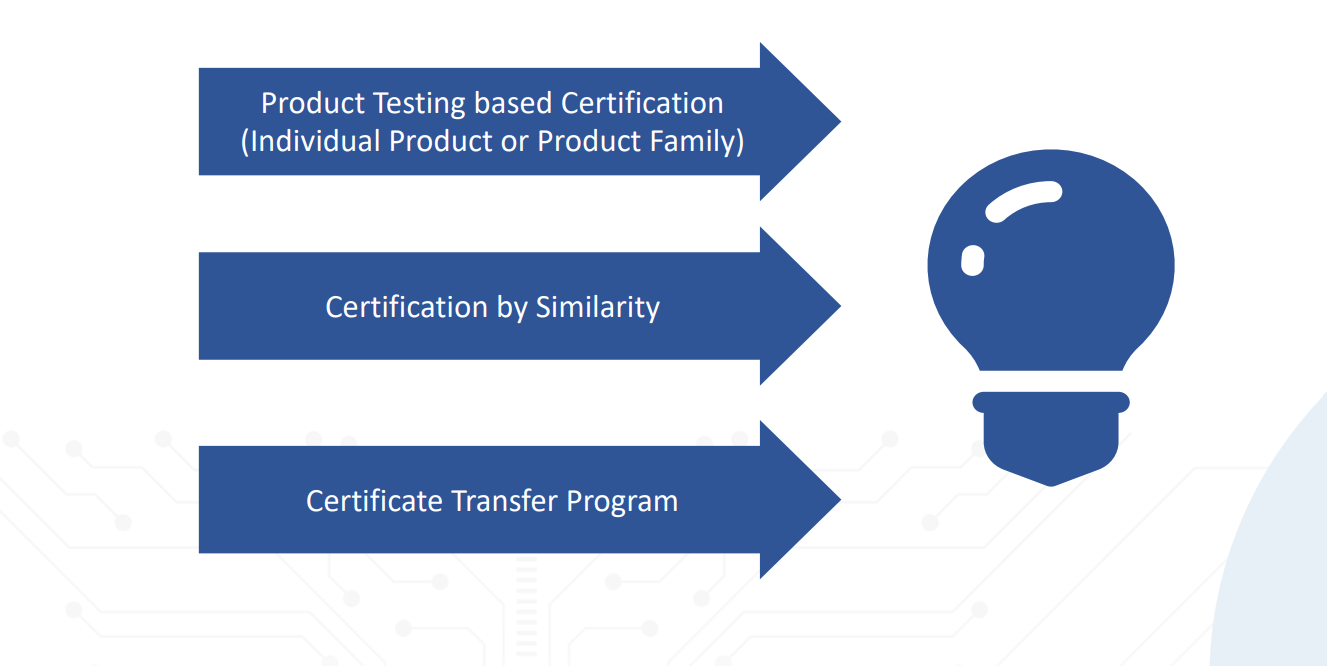 Product Testing based Certification
(Individual Product or Product Family)
Certification by Similarity
Certificate Transfer Program